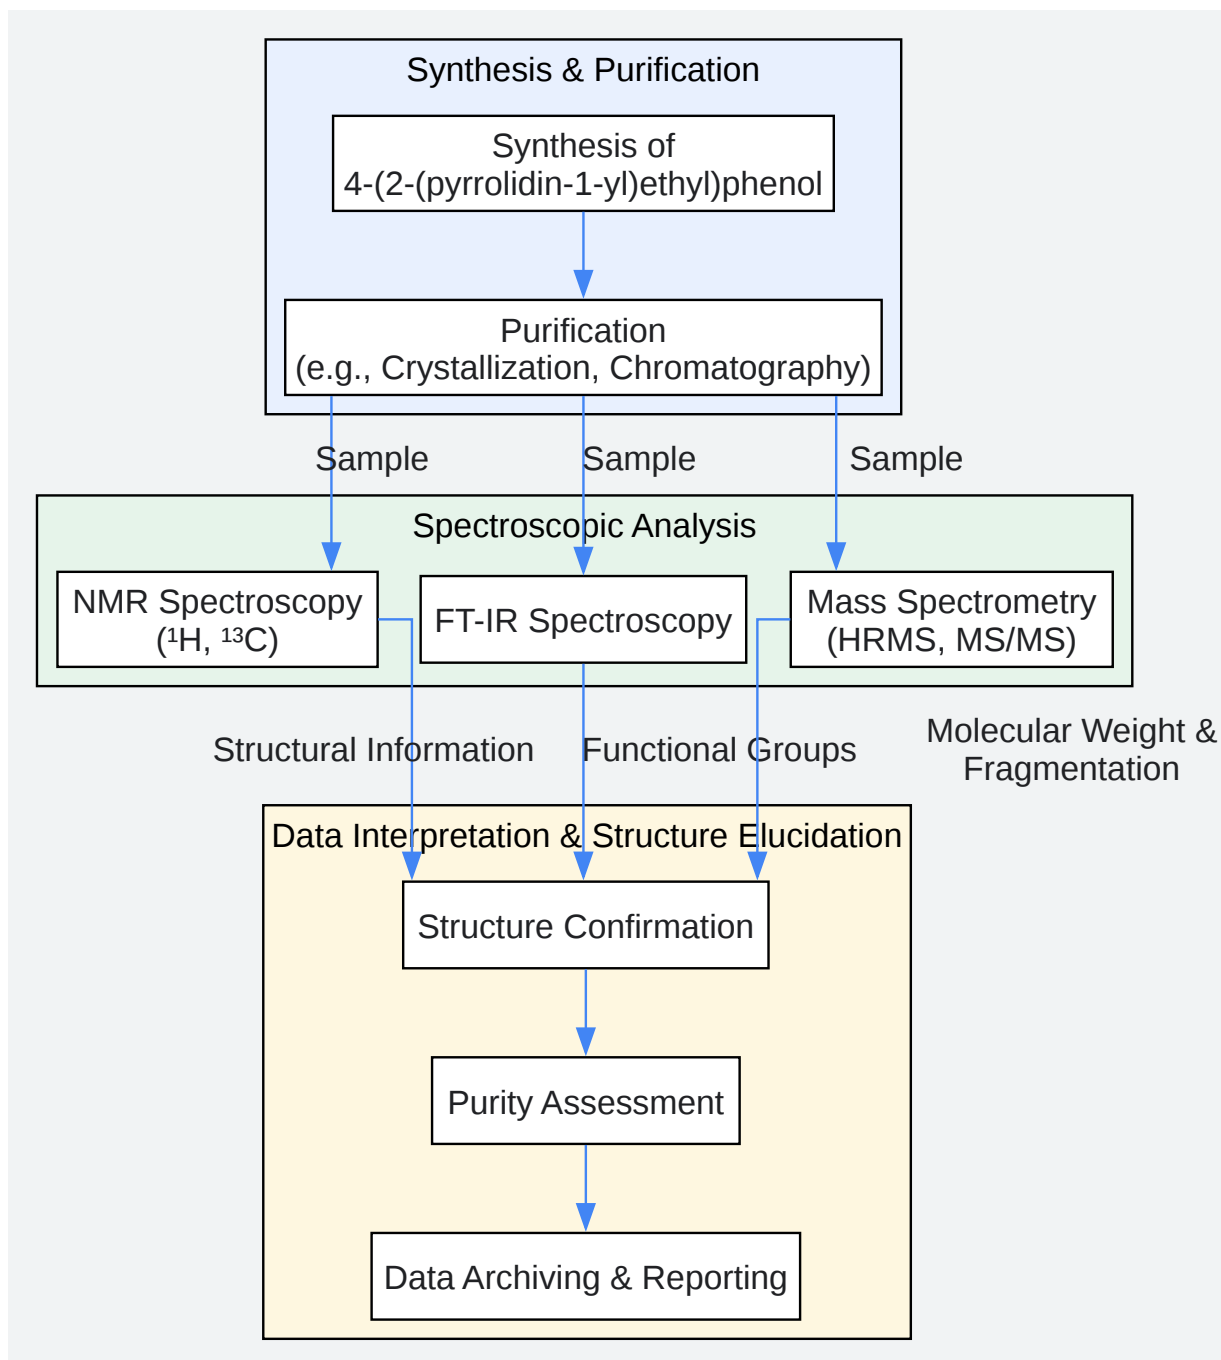 Synthesis & Purification
Synthesis of
4-(2-(pyrrolidin-1-yl)ethyl)phenol
Purification
(e.g., Crystallization, Chromatography)
Sample
Sample
Sample
Spectroscopic Analysis
NMR Spectroscopy
(¹H, ¹³C)
FT-IR Spectroscopy
Mass Spectrometry
(HRMS, MS/MS)
Structural Information
Functional Groups
Molecular Weight &
Fragmentation
Data Interpretation & Structure Elucidation
Structure Confirmation
Purity Assessment
Data Archiving & Reporting